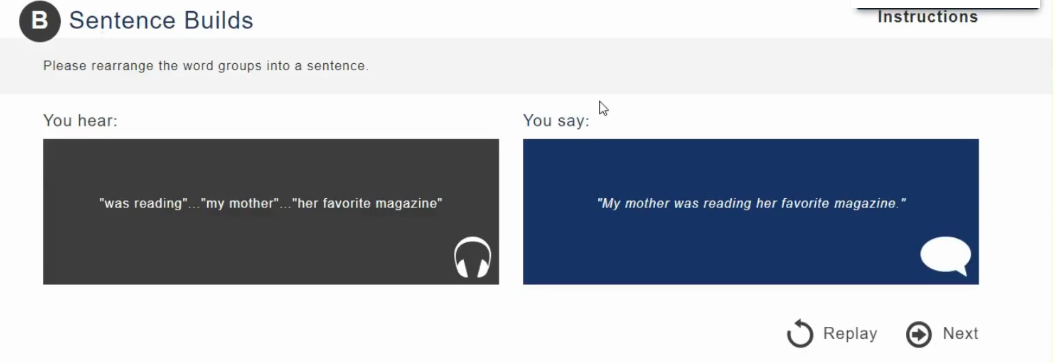 B Sentence Builds
Instructions
Please rearrange the word groups into a sentence.
You hear:
You say:
"was reading"..."my mother"..."her favorite magazine"
"My mother was reading her favorite magazine."
Replay
Next